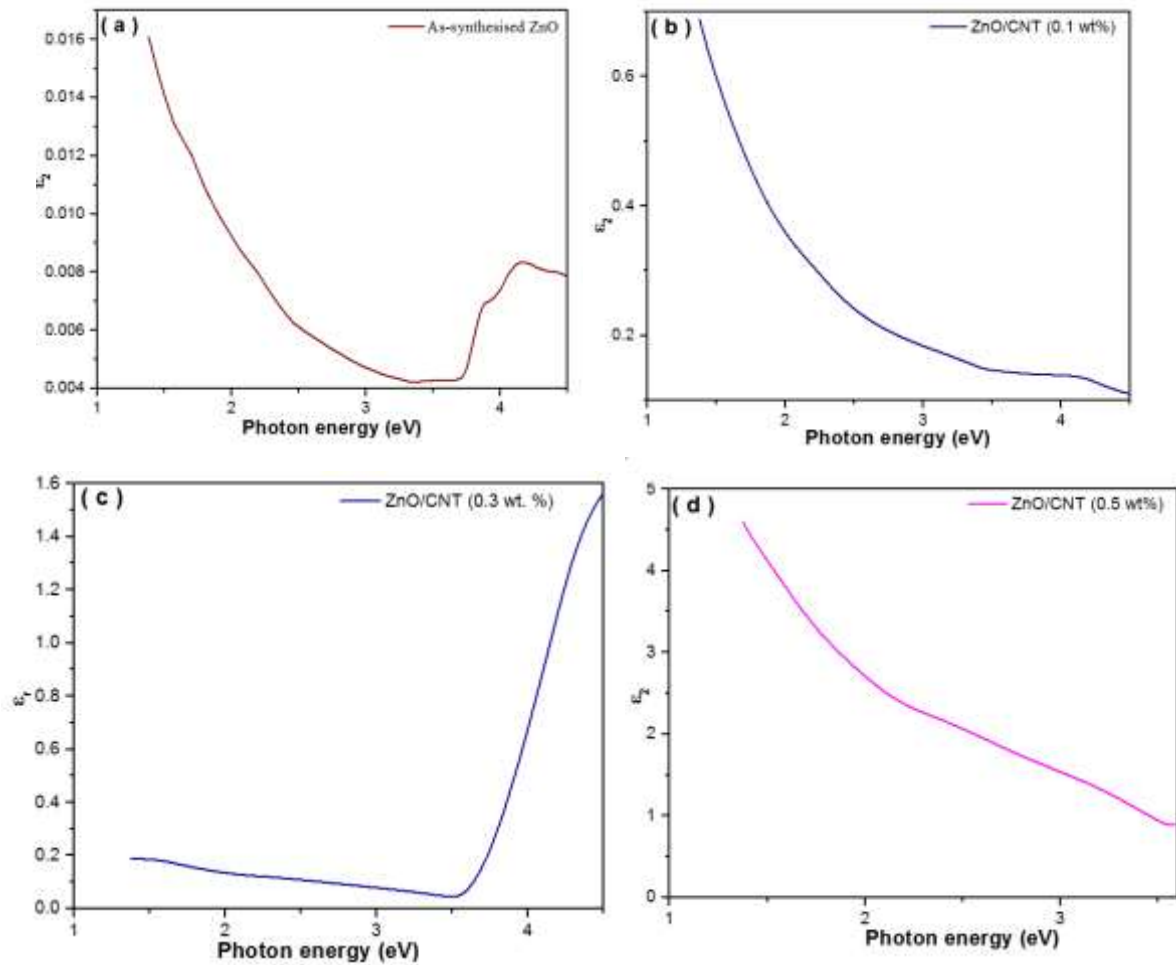 ( a )
As-synthesised ZnO
0.016
0.014
0.012
0.010
0.008
0.006
0.004
ε2
1 2 3 4
Photon energy (eV)
( b )
ZnO/CNT (0.1 wt%)
0.6
0.4
0.2
ε2
1 2 3 4
Photon energy (eV)
( c )
ZnO/CNT (0.3 wt. %)
1.6
1.4
1.2
1.0
0.8
0.6
0.4
0.2
0.0
εr
1 2 3 4
Photon energy (eV)
( d )
ZnO/CNT (0.5 wt%)
5
4
3
2
1
0
ε2
1 2 3
Photon energy (eV)